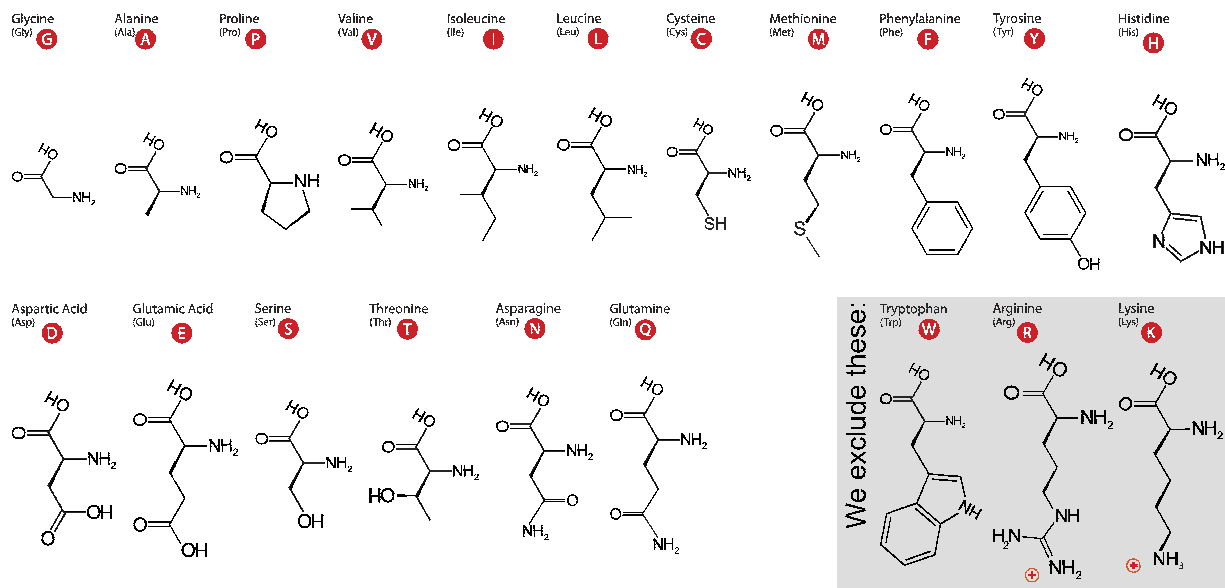 Glycine
(Gly) G
Alanine
(Ala) A
Proline
(Pro) P
Valine
(Val) V
Isoleucine
(Ile) I
Leucine
(Leu) L
Cysteine
(Cys) C
Methionine
(Met) M
Phenylalanine
(Phe) F
Tyrosine
(Tyr) Y
Histidine
(His) H
HO
O
NH₂
HO
O
NH₂
HO
O
NH
HO
O
NH₂
HO
O
NH₂
HO
O
NH₂
HO
O
NH₂
SH
HO
O
NH₂
S
HO
O
NH₂
HO
O
NH₂
OH
HO
O
NH₂
N
NH
Aspartic Acid
(Asp) D
Glutamic Acid
(Glu) E
Serine
(Ser) S
Threonine
(Thr) T
Asparagine
(Asn) N
Glutamine
(Gln) Q
We exclude these:
Tryptophan
(Trp) W
Arginine
(Arg) R
Lysine
(Lys) K
HO
O
NH₂
OH
O
HO
O
NH₂
O
OH
HO
O
NH₂
OH
HO
O
NH₂
HO
HO
O
NH₂
O
NH₂
HO
O
NH₂
O
NH₂
HO
O
NH₂
NH
HO
O
NH₂
NH
H₂N
NH₂
+
HO
O
NH₂
NH₃
+